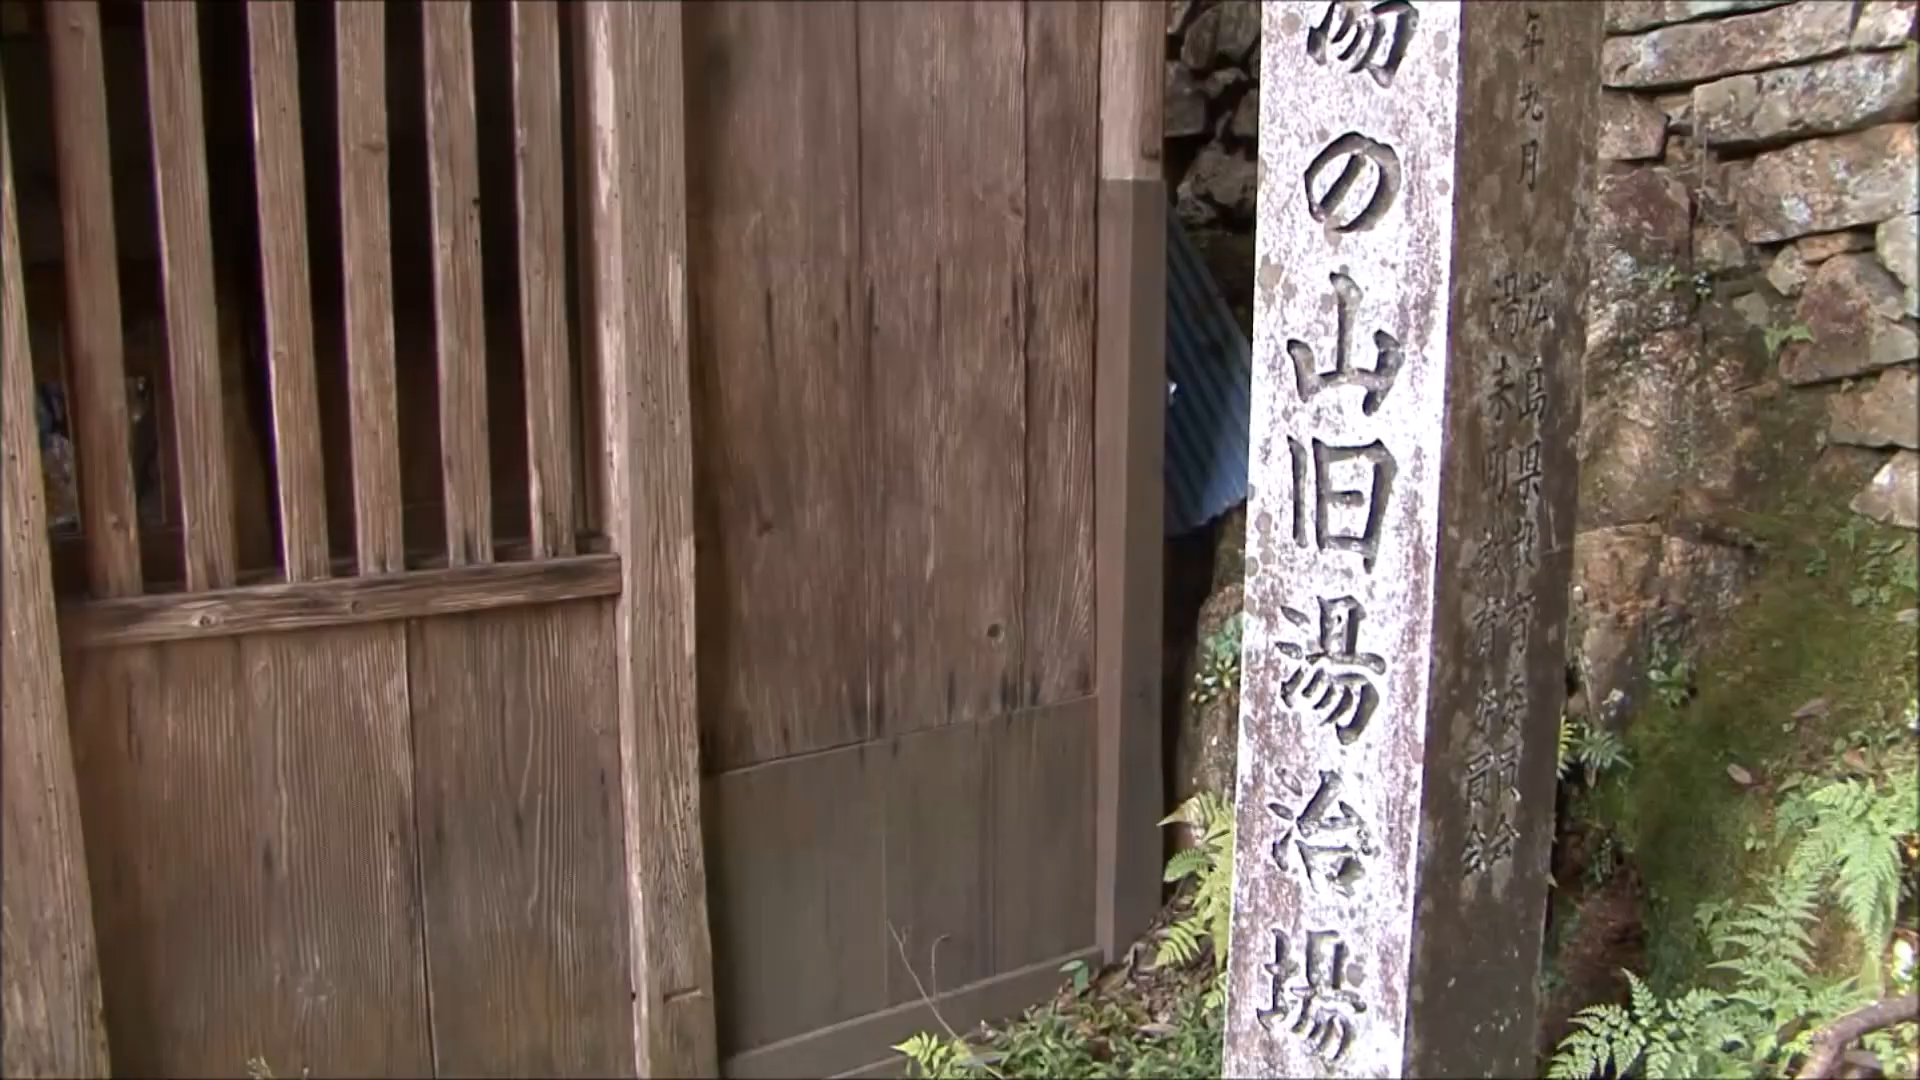 湯の山旧湯治場
年九月
広島県教育委員会
湯来町教育委員会